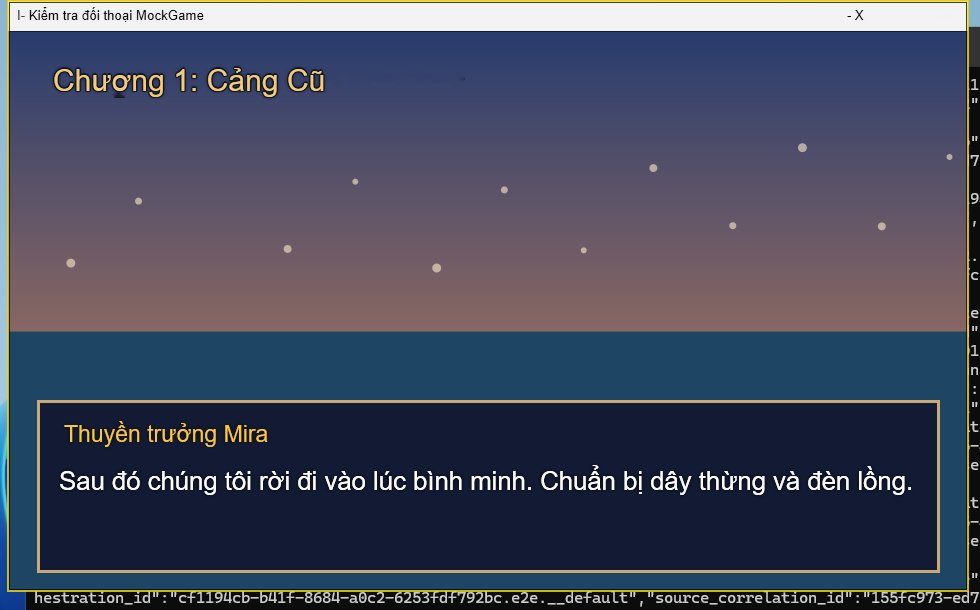 I- Kiểm tra đối thoại MockGame - X
Chương 1: Cảng Cũ
Thuyền trưởng Mira
Sau đó chúng tôi rời đi vào lúc bình minh. Chuẩn bị dây thừng và đèn lồng.
hestration_id":"cf1194cb-b41f-8684-a0c2-6253fdf792bc.e2e.__default","source_correlation_id":"155fc973-ed